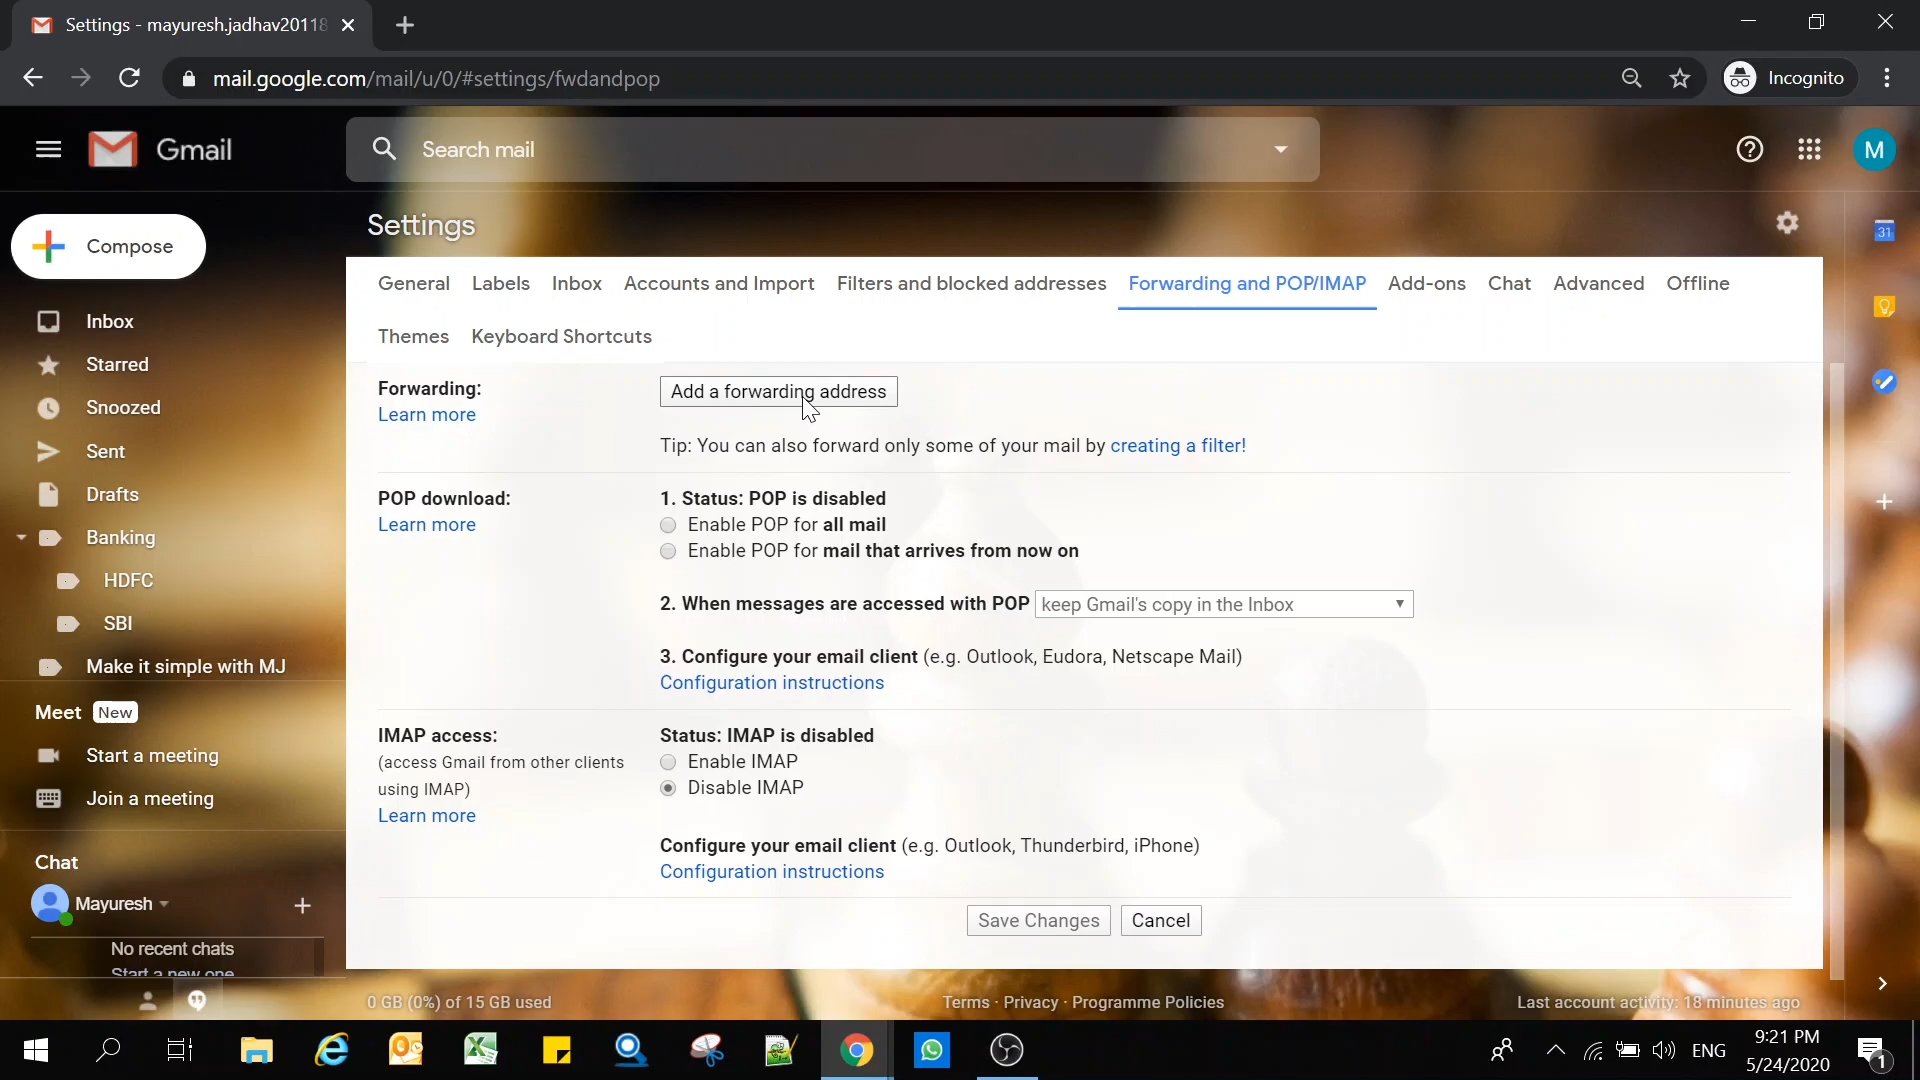 Settings - mayuresh.jadhav20118
mail.google.com/mail/u/0/#settings/fwdandpop
Incognito
Gmail
Search mail
M
Compose
Settings
31
General Labels Inbox Accounts and Import Filters and blocked addresses Forwarding and POP/IMAP Add-ons Chat Advanced Offline
Themes Keyboard Shortcuts
Inbox
Starred
Snoozed
Sent
Drafts
Banking
HDFC
SBI
Make it simple with MJ
Meet New
Start a meeting
Join a meeting
Chat
Mayuresh
No recent chats
Start a new one
Forwarding:
Learn more
Add a forwarding address
Tip: You can also forward only some of your mail by creating a filter!
POP download:
Learn more
1. Status: POP is disabled
Enable POP for all mail
Enable POP for mail that arrives from now on
2. When messages are accessed with POP keep Gmail's copy in the Inbox
3. Configure your email client (e.g. Outlook, Eudora, Netscape Mail)
Configuration instructions
IMAP access:
(access Gmail from other clients
using IMAP)
Learn more
Status: IMAP is disabled
Enable IMAP
Disable IMAP
Configure your email client (e.g. Outlook, Thunderbird, iPhone)
Configuration instructions
Save Changes Cancel
0 GB (0%) of 15 GB used
Terms · Privacy · Programme Policies
Last account activity: 18 minutes ago
ENG
9:21 PM
5/24/2020
1